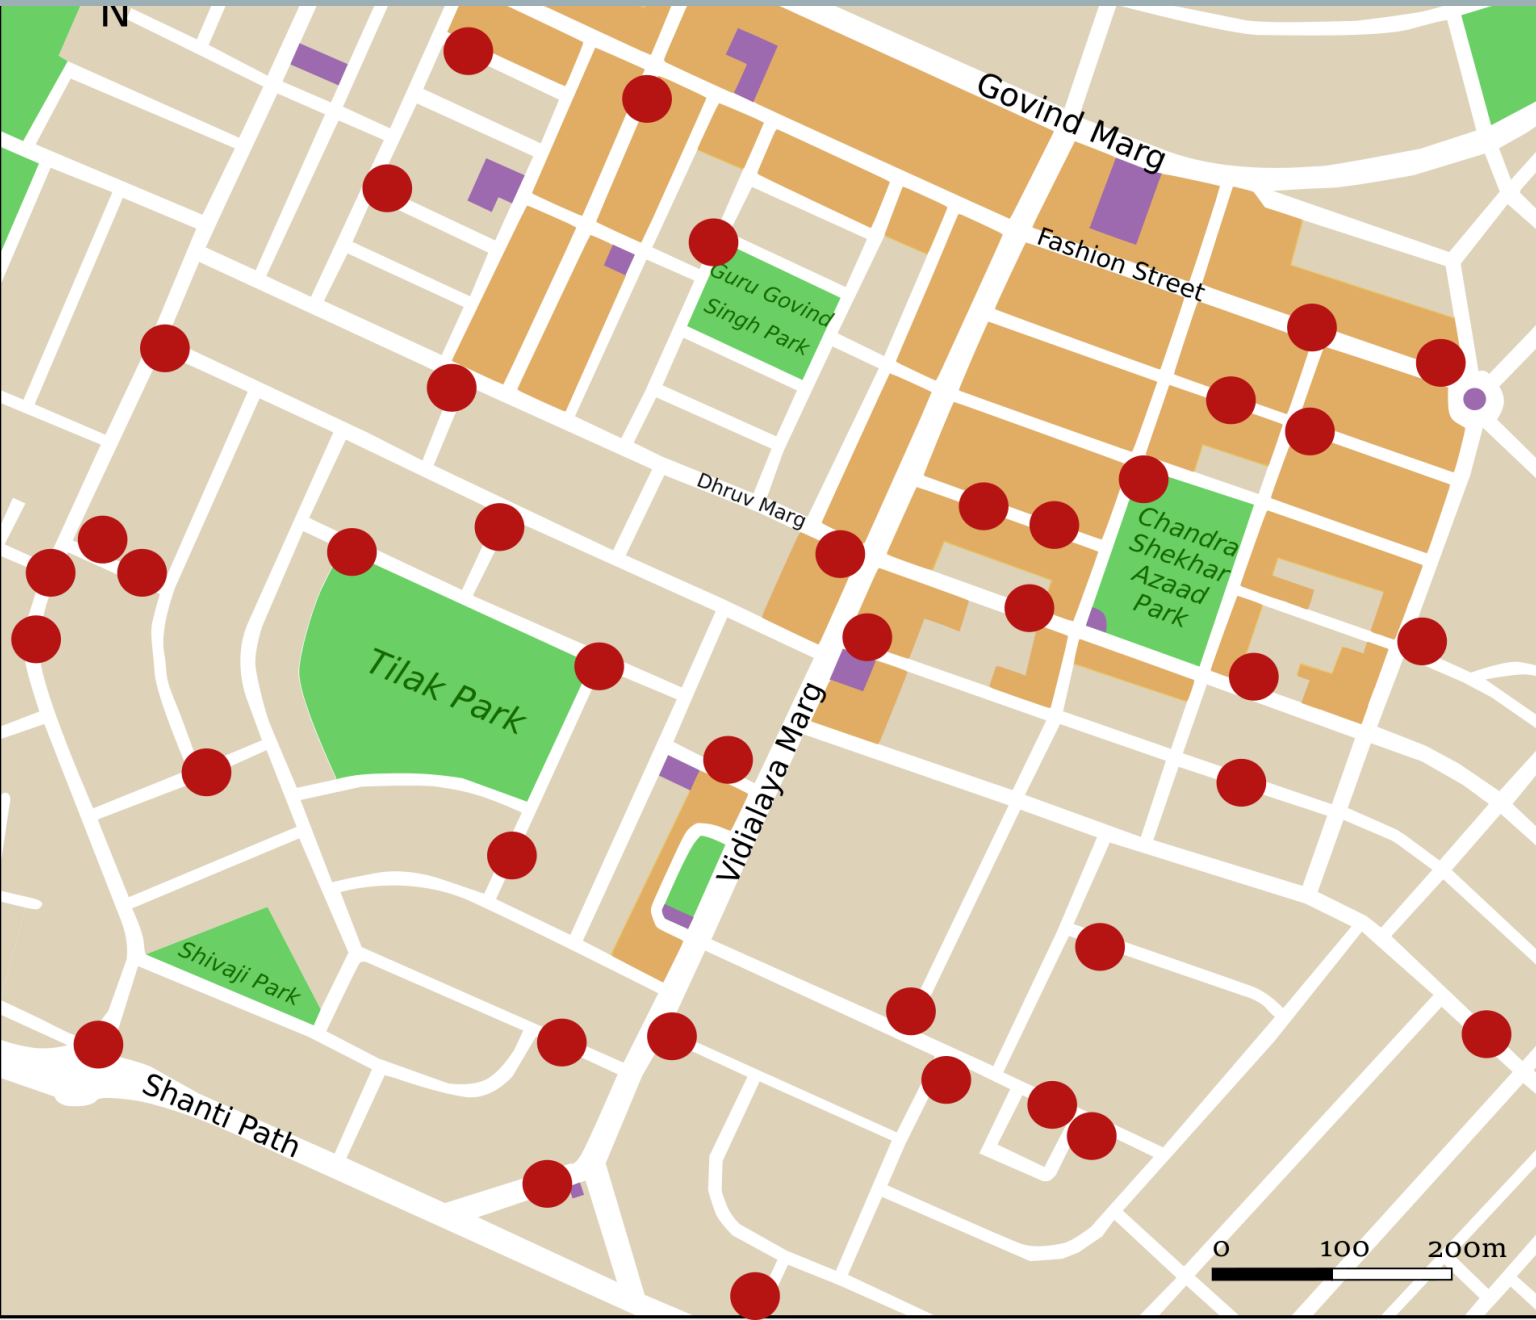 N
Govind Marg
Fashion Street
Guru Govind
Singh Park
Dhruv Marg
Chandra
Shekhar
Azaad
Park
Tilak Park
Vidialaya Marg
Shivaji Park
Shanti Path
0 100 200m